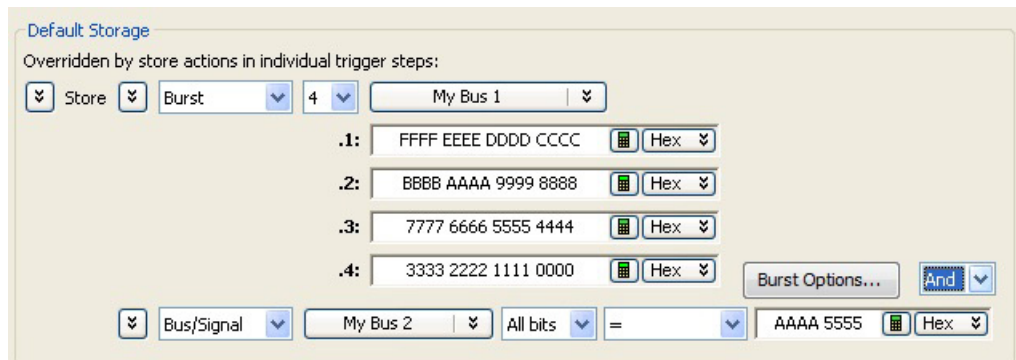 Default Storage
Overridden by store actions in individual trigger steps:
Store Burst 4 My Bus 1
.1: FFFF EEEE DDDD CCCC Hex
.2: BBBB AAAA 9999 8888 Hex
.3: 7777 6666 5555 4444 Hex
.4: 3333 2222 1111 0000 Hex Burst Options... And
Bus/Signal My Bus 2 All bits = AAAA 5555 Hex